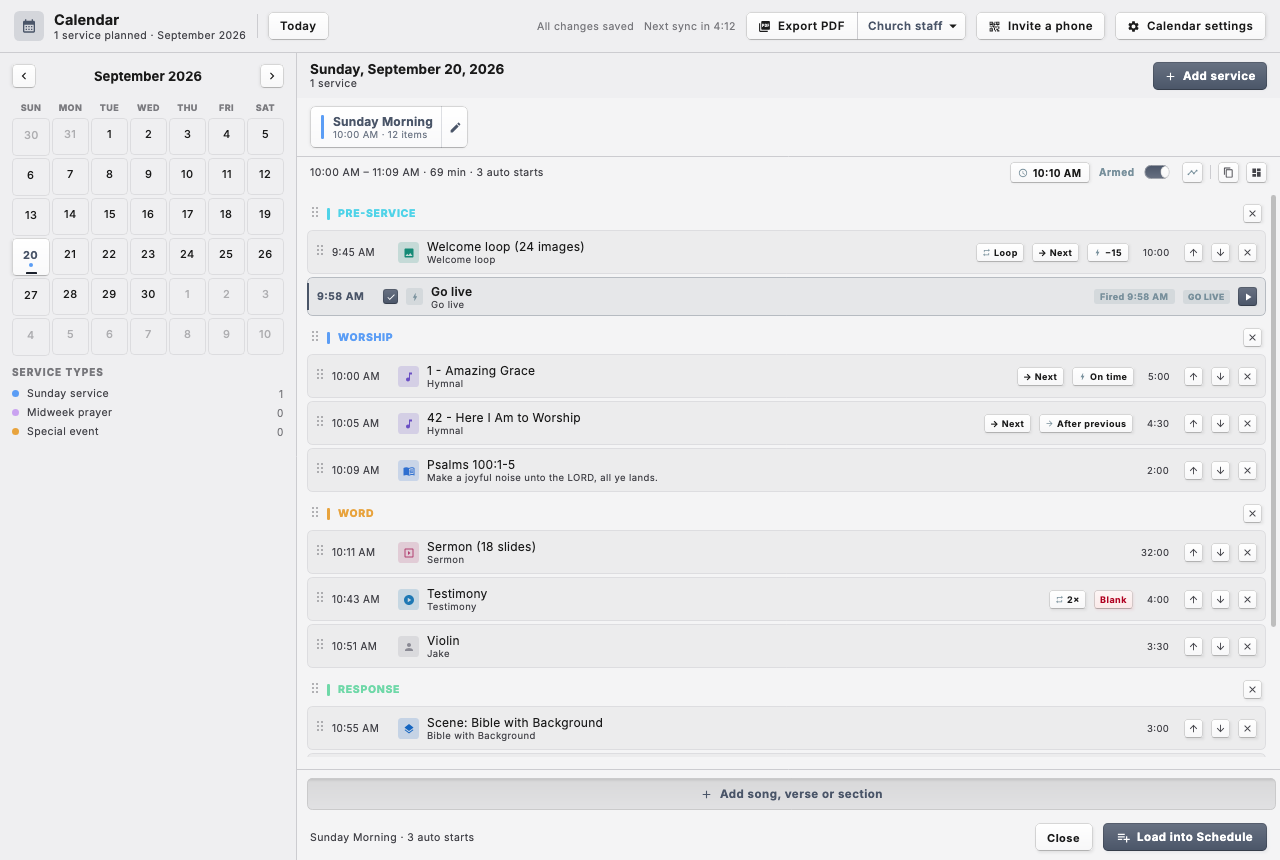 Calendar
1 service planned · September 2026
Today
All changes saved
Next sync in 4:12
Export PDF
Church staff
Invite a phone
Calendar settings
September 2026
SUN MON TUE WED THU FRI SAT
30 31 1 2 3 4 5
6 7 8 9 10 11 12
13 14 15 16 17 18 19
20 21 22 23 24 25 26
27 28 29 30 1 2 3
4 5 6 7 8 9 10
SERVICE TYPES
Sunday service 1
Midweek prayer 0
Special event 0
Sunday, September 20, 2026
1 service
+ Add service
Sunday Morning
10:00 AM · 12 items
10:00 AM – 11:09 AM · 69 min · 3 auto starts
10:10 AM
Armed
PRE-SERVICE
9:45 AM Welcome loop (24 images) Loop → Next −15 10:00
Welcome loop
9:58 AM Go live Fired 9:58 AM GO LIVE
Go live
WORSHIP
10:00 AM 1 - Amazing Grace → Next On time 5:00
Hymnal
10:05 AM 42 - Here I Am to Worship → Next → After previous 4:30
Hymnal
10:09 AM Psalms 100:1-5 2:00
Make a joyful noise unto the LORD, all ye lands.
WORD
10:11 AM Sermon (18 slides) 32:00
Sermon
10:43 AM Testimony 2× Blank 4:00
Testimony
10:51 AM Violin 3:30
Jake
RESPONSE
10:55 AM Scene: Bible with Background 3:00
Bible with Background
+ Add song, verse or section
Sunday Morning · 3 auto starts
Close
Load into Schedule